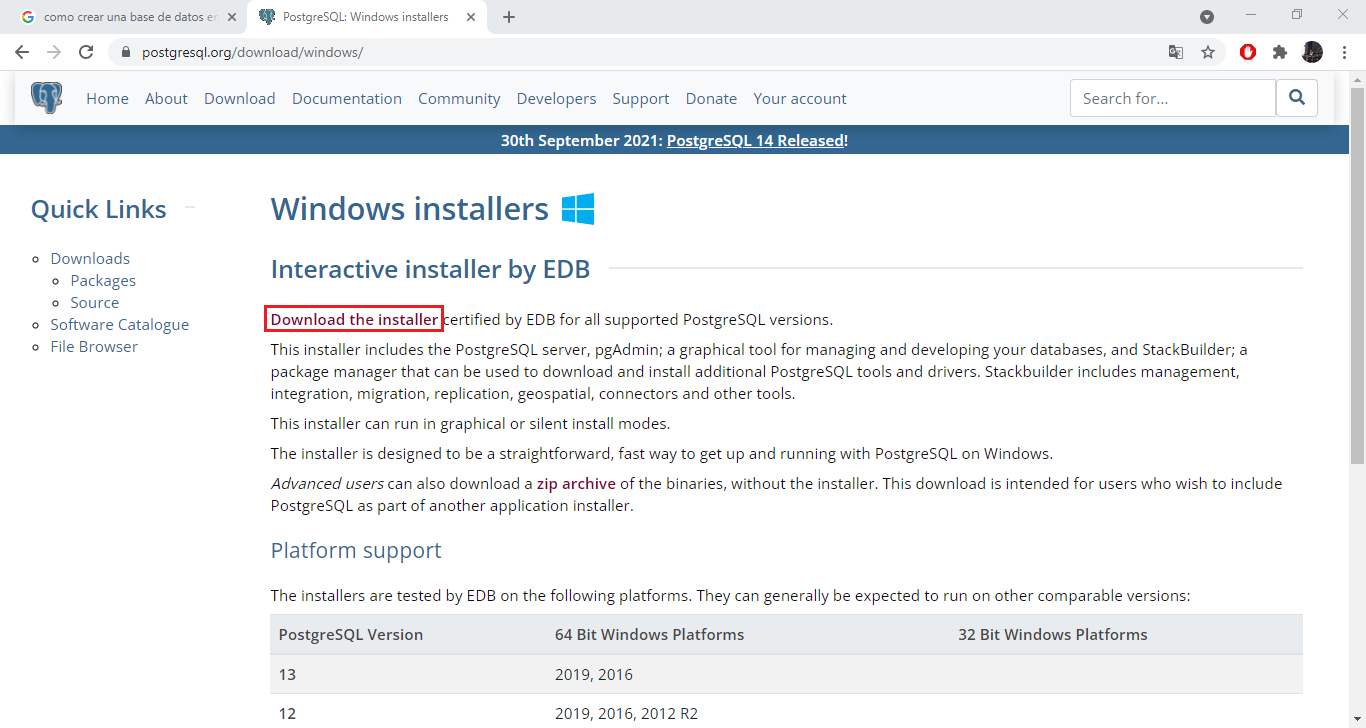 como crear una base de datos en
PostgreSQL: Windows installers
postgresql.org/download/windows/
Home About Download Documentation Community Developers Support Donate Your account
Search for...
30th September 2021: PostgreSQL 14 Released!
Quick Links
Downloads
Packages
Source
Software Catalogue
File Browser
Windows installers
Interactive installer by EDB
Download the installer certified by EDB for all supported PostgreSQL versions.
This installer includes the PostgreSQL server, pgAdmin; a graphical tool for managing and developing your databases, and StackBuilder; a
package manager that can be used to download and install additional PostgreSQL tools and drivers. Stackbuilder includes management,
integration, migration, replication, geospatial, connectors and other tools.
This installer can run in graphical or silent install modes.
The installer is designed to be a straightforward, fast way to get up and running with PostgreSQL on Windows.
Advanced users can also download a zip archive of the binaries, without the installer. This download is intended for users who wish to include
PostgreSQL as part of another application installer.
Platform support
The installers are tested by EDB on the following platforms. They can generally be expected to run on other comparable versions:
PostgreSQL Version 64 Bit Windows Platforms 32 Bit Windows Platforms
13 2019, 2016
12 2019, 2016, 2012 R2